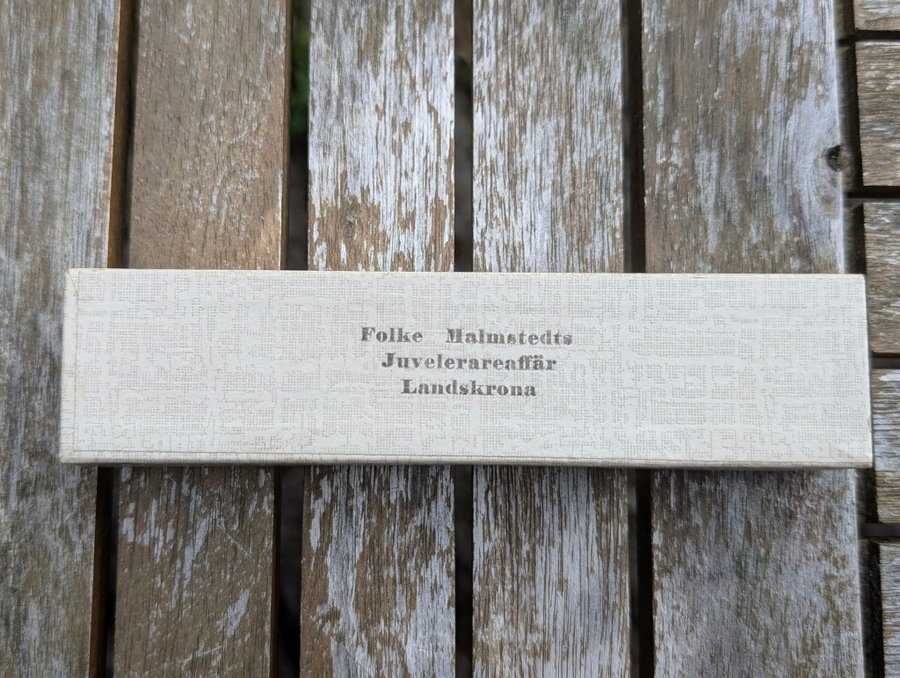 Folke Malmstedts
Juvelerareaffär
Landskrona